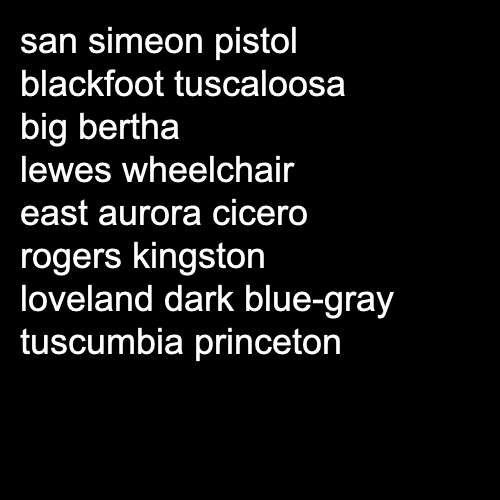 san simeon pistol
blackfoot tuscaloosa
big bertha
lewes wheelchair
east aurora cicero
rogers kingston
loveland dark blue-gray
tuscumbia princeton